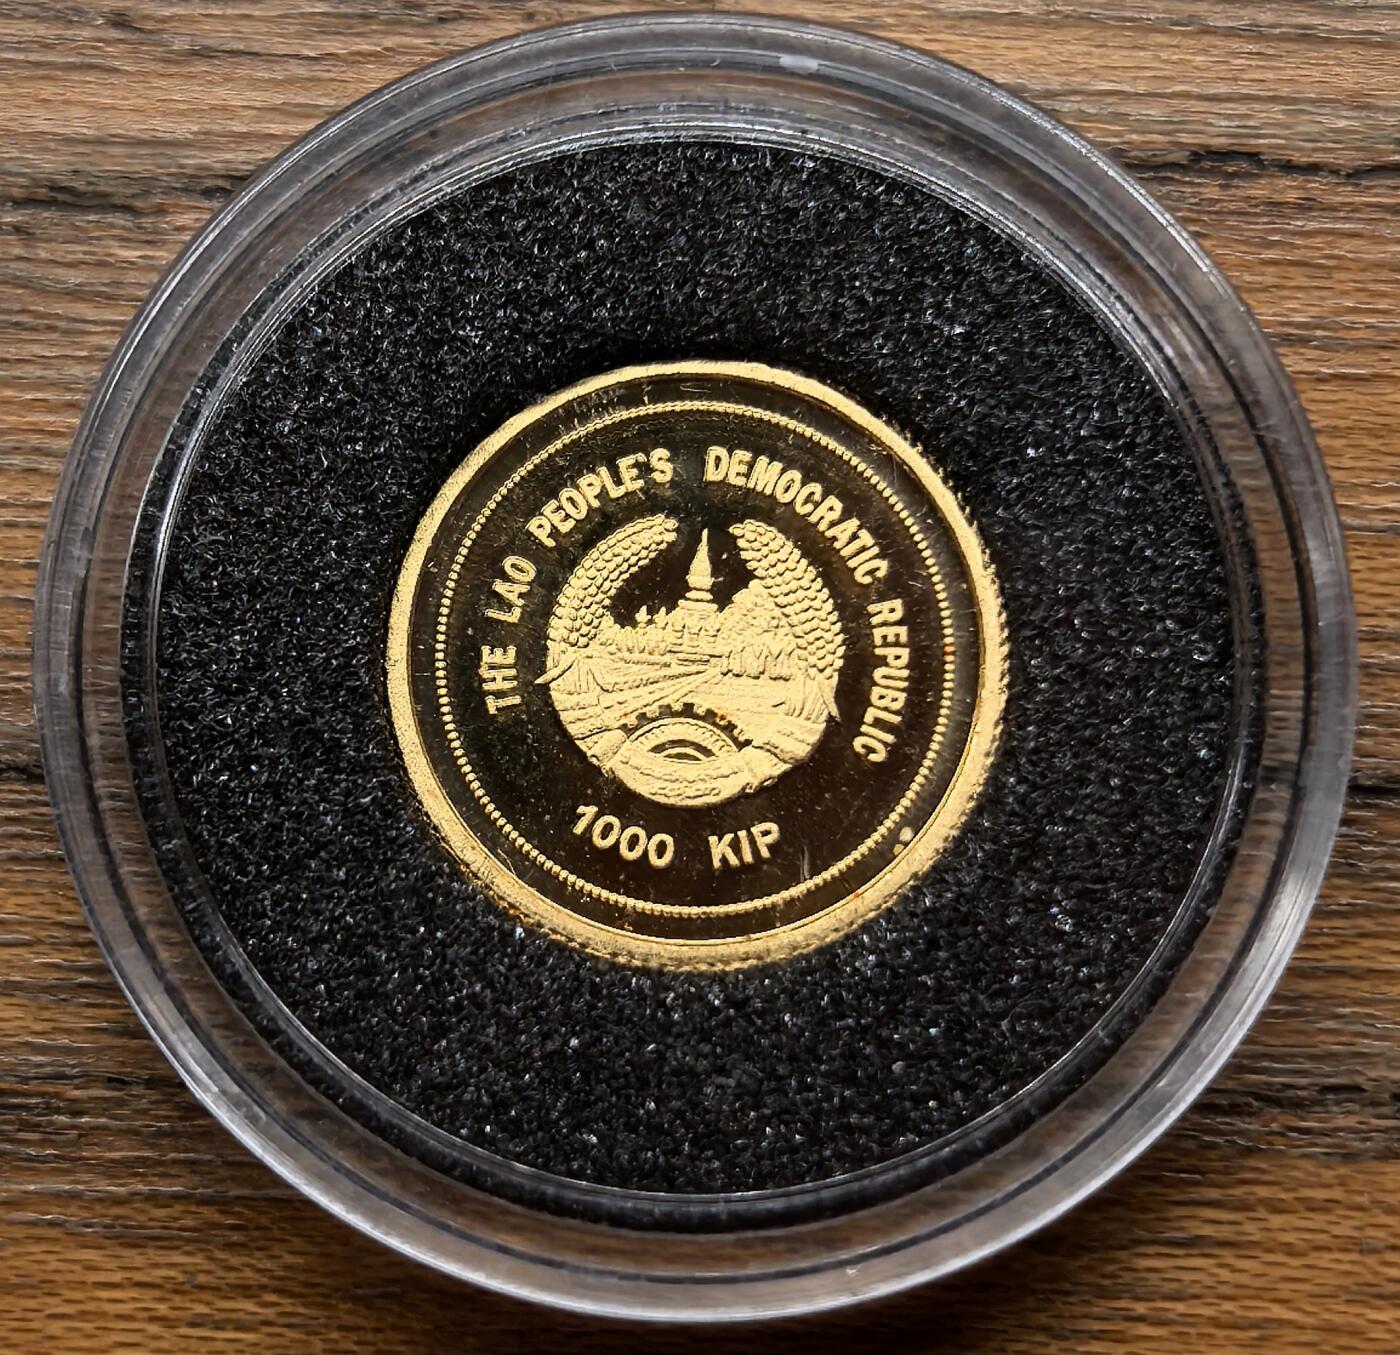 THE LAO PEOPLE'S DEMOCRATIC REPUBLIC
1000 KIP